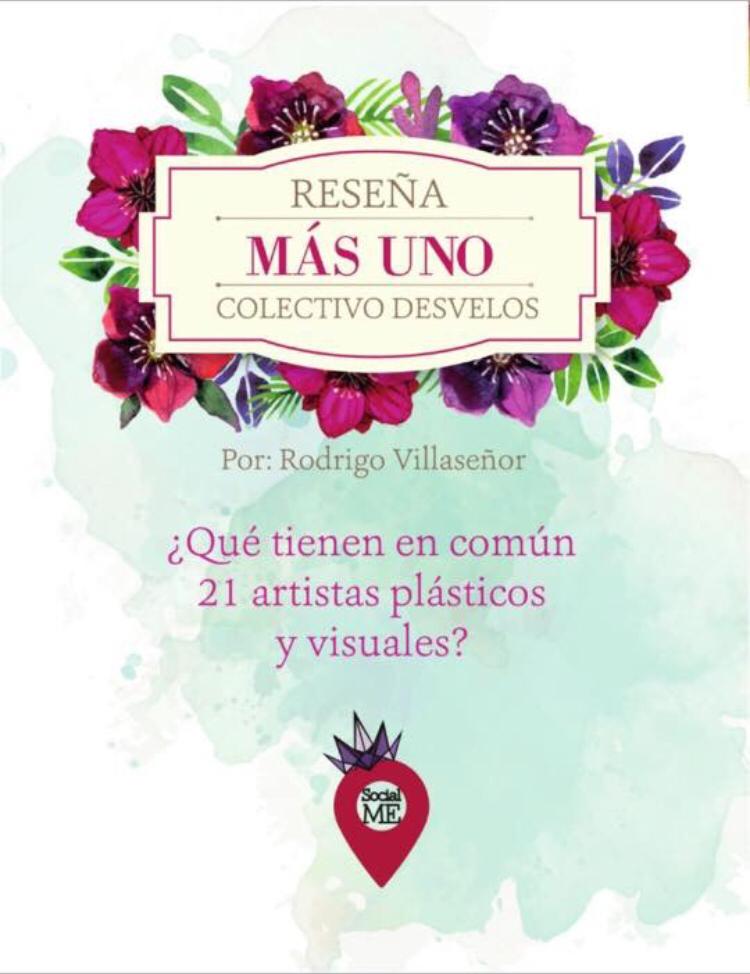 RESEÑA
MÁS UNO
COLECTIVO DESVELOS
Por: Rodrigo Villaseñor
¿Qué tienen en común
21 artistas plásticos
y visuales?
Social
ME